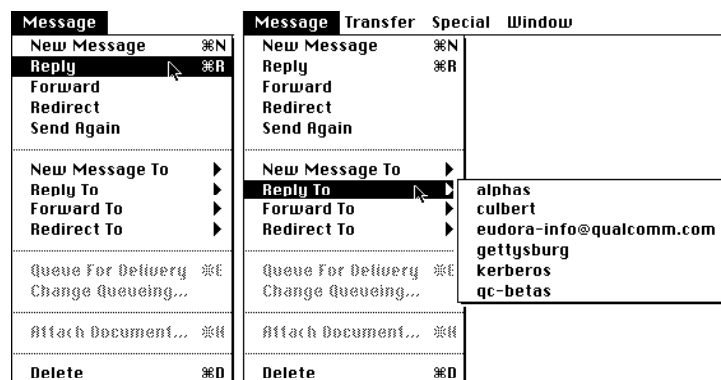 Message
New Message ⌘N
Reply ⌘R
Forward
Redirect
Send Again
New Message To
Reply To
Forward To
Redirect To
Queue For Delivery ⌘E
Change Queueing...
Attach Document... ⌘H
Delete ⌘D
Message Transfer Special Window
New Message ⌘N
Reply ⌘R
Forward
Redirect
Send Again
New Message To
Reply To
Forward To
Redirect To
Queue For Delivery ⌘E
Change Queueing...
Attach Document... ⌘H
Delete ⌘D
alphas
culbert
eudora-info@qualcomm.com
gettysburg
kerberos
qc-betas